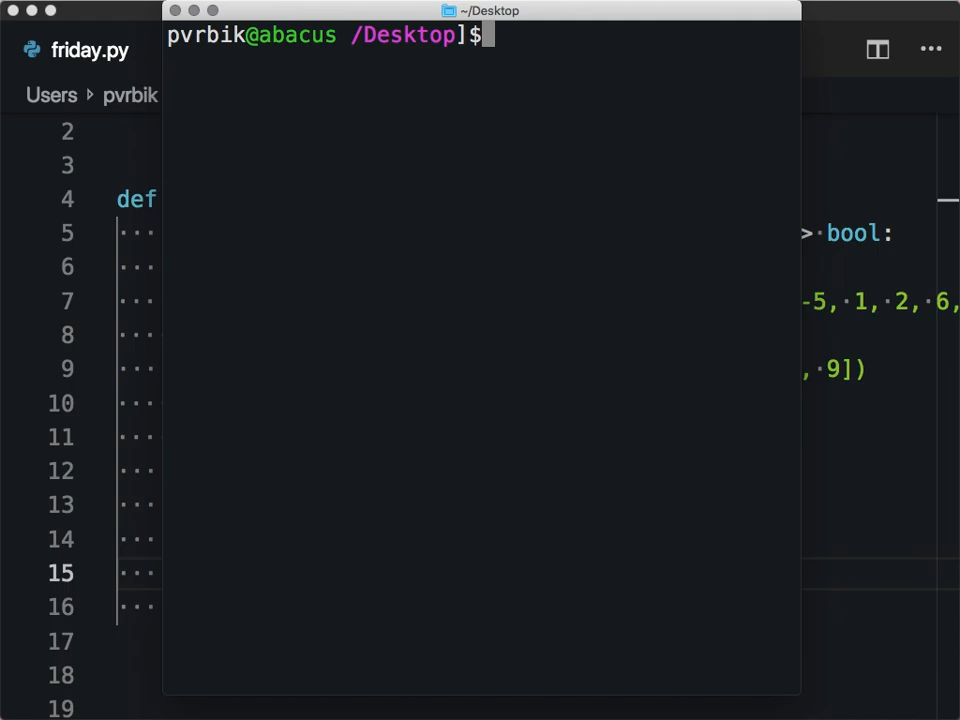 ~/Desktop
friday.py
pvrbik@abacus /Desktop]$
Users pvrbik
2
3
4 def
5 ··· >·bool:
6 ···
7 ··· -5,·1,·2,·6,
8 ···
9 ··· ,·9])
10 ···
11 ···
12 ···
13 ···
14 ···
15 ···
16 ···
17
18
19